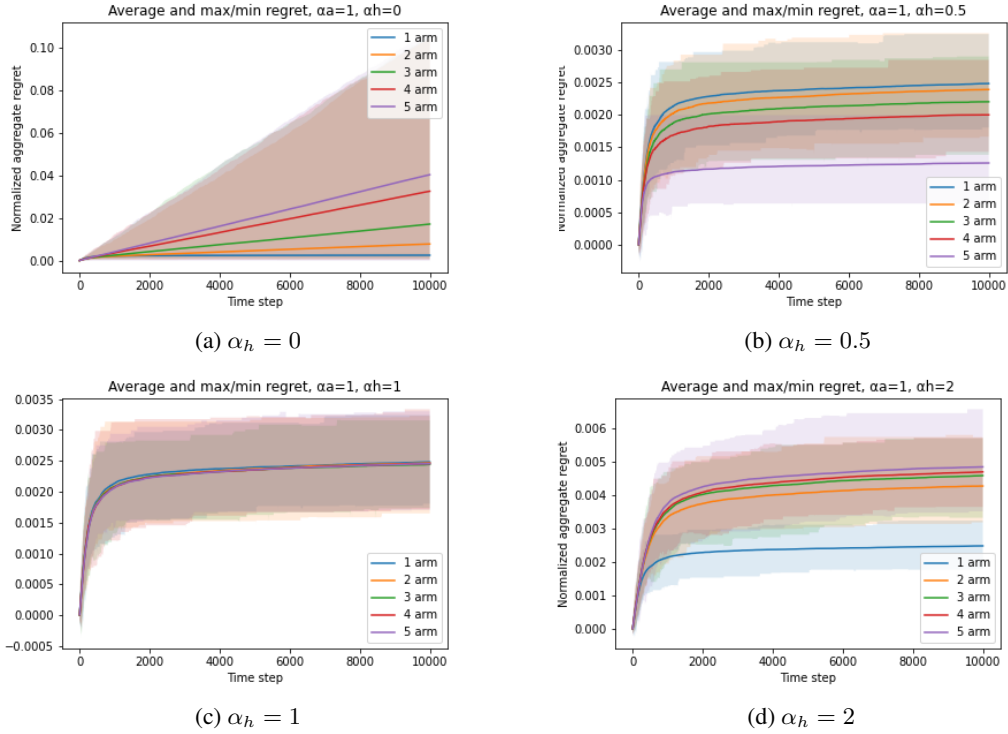 Average and max/min regret, αa=1, αh=0
Normalized aggregate regret
0.10
0.08
0.06
0.04
0.02
0.00
1 arm
2 arm
3 arm
4 arm
5 arm
0 2000 4000 6000 8000 10000
Time step
(a) αₕ = 0
Average and max/min regret, αa=1, αh=0.5
Normalized aggregate regret
0.0030
0.0025
0.0020
0.0015
0.0010
0.0005
0.0000
1 arm
2 arm
3 arm
4 arm
5 arm
0 2000 4000 6000 8000 10000
Time step
(b) αₕ = 0.5
Average and max/min regret, αa=1, αh=1
0.0035
0.0030
0.0025
0.0020
0.0015
0.0010
0.0005
0.0000
−0.0005
1 arm
2 arm
3 arm
4 arm
5 arm
0 2000 4000 6000 8000 10000
Time step
(c) αₕ = 1
Average and max/min regret, αa=1, αh=2
Normalized aggregate regret
0.006
0.005
0.004
0.003
0.002
0.001
0.000
1 arm
2 arm
3 arm
4 arm
5 arm
0 2000 4000 6000 8000 10000
Time step
(d) αₕ = 2